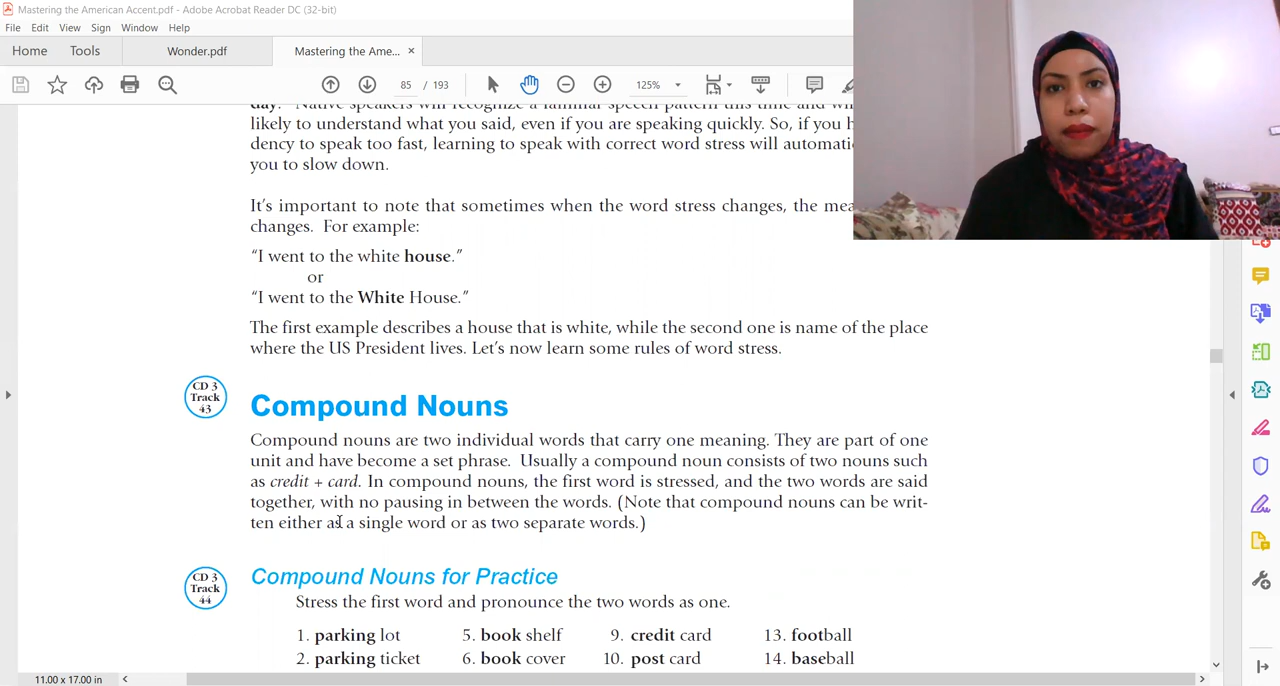 Mastering the American Accent.pdf - Adobe Acrobat Reader DC (32-bit)
File Edit View Sign Window Help
Home Tools Wonder.pdf Mastering the Ame... ×
85 / 193 125%
day." Native speakers will recognize a familiar speech pattern this time and
likely to understand what you said, even if you are speaking quickly. So, if you
dency to speak too fast, learning to speak with correct word stress will
you to slow down.
It's important to note that sometimes when the word stress changes, the
changes. For example:
"I went to the white house."
or
"I went to the White House."
The first example describes a house that is white, while the second one is name of the place
where the US President lives. Let's now learn some rules of word stress.
CD 3
Track
43
Compound Nouns
Compound nouns are two individual words that carry one meaning. They are part of one
unit and have become a set phrase. Usually a compound noun consists of two nouns such
as credit + card. In compound nouns, the first word is stressed, and the two words are said
together, with no pausing in between the words. (Note that compound nouns can be writ-
ten either as a single word or as two separate words.)
CD 3
Track
44
Compound Nouns for Practice
Stress the first word and pronounce the two words as one.
1. parking lot 5. book shelf 9. credit card 13. football
2. parking ticket 6. book cover 10. post card 14. baseball
11.00 x 17.00 in